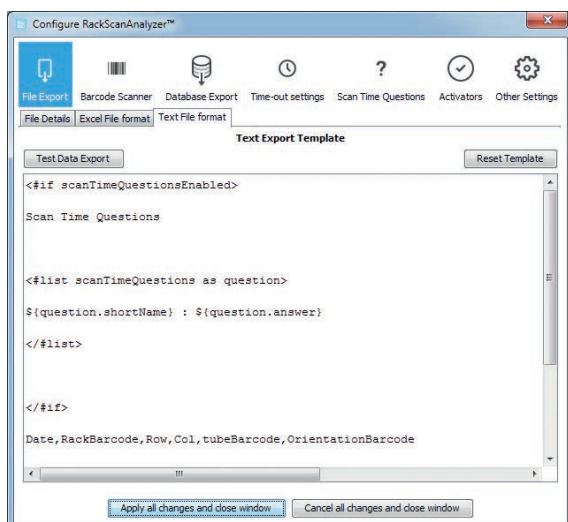 Configure RackScanAnalyzer™
File Export Barcode Scanner Database Export Time-out settings Scan Time Questions Activators Other Settings
File Details Excel File format Text File format
Text Export Template
Test Data Export Reset Template
<#if scanTimeQuestionsEnabled>
Scan Time Questions
<#list scanTimeQuestions as question>
${question.shortName} : ${question.answer}
</#list>
</#if>
Date,RackBarcode,Row,Col,tubeBarcode,OrientationBarcode
Apply all changes and close window Cancel all changes and close window